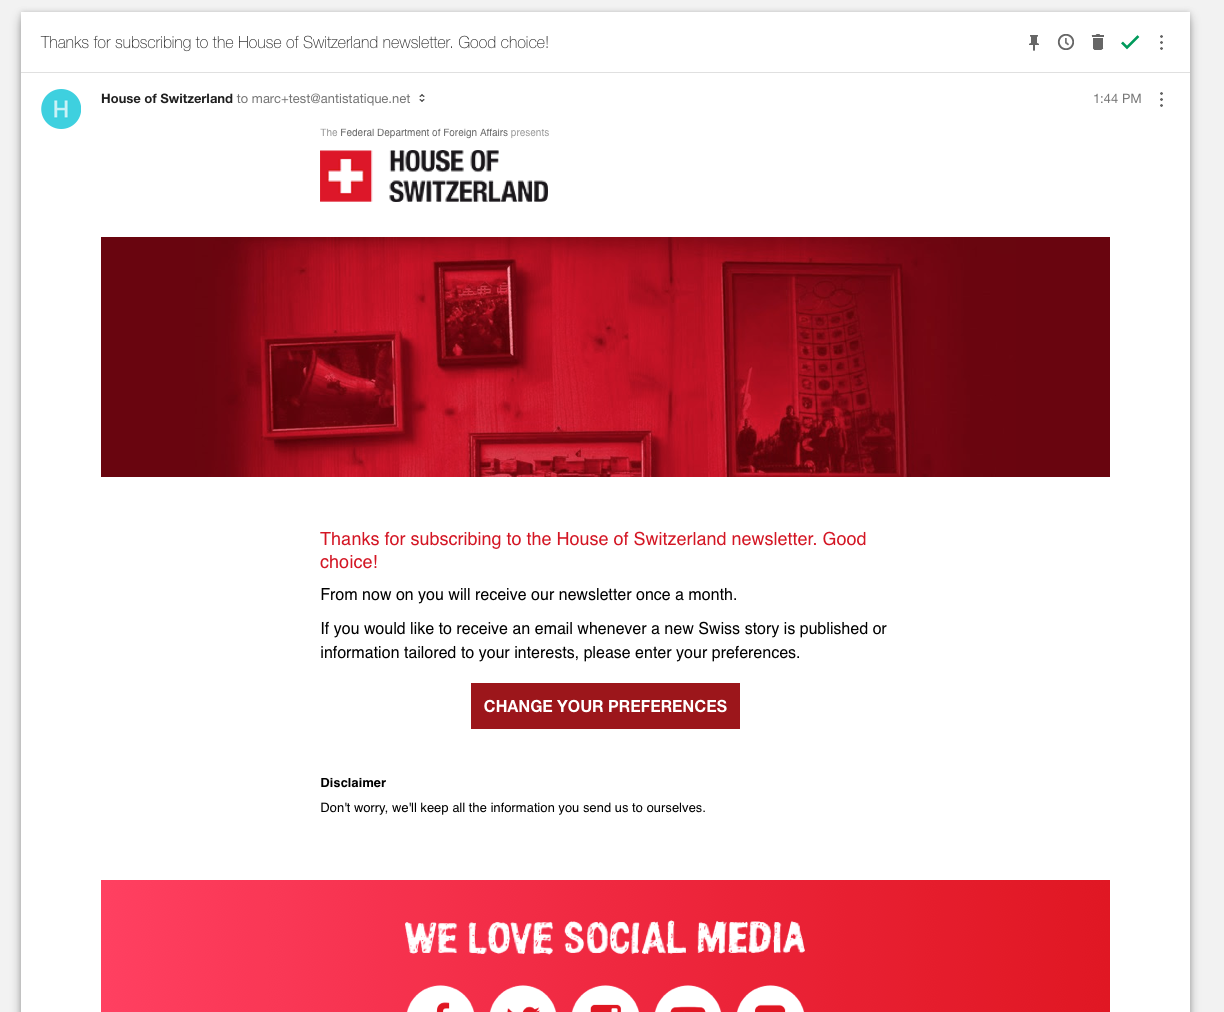 Thanks for subscribing to the House of Switzerland newsletter. Good choice!
H
House of Switzerland to marc+test@antistatique.net
1:44 PM
The Federal Department of Foreign Affairs presents
HOUSE OF
SWITZERLAND
Thanks for subscribing to the House of Switzerland newsletter. Good
choice!
From now on you will receive our newsletter once a month.
If you would like to receive an email whenever a new Swiss story is published or
information tailored to your interests, please enter your preferences.
CHANGE YOUR PREFERENCES
Disclaimer
Don't worry, we'll keep all the information you send us to ourselves.
WE LOVE SOCIAL MEDIA